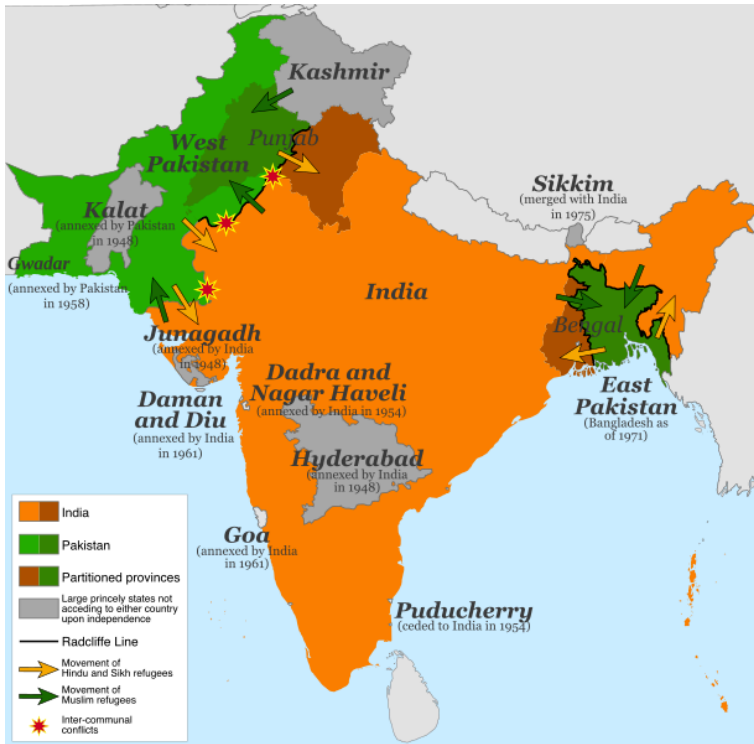 Kashmir
Punjab
West
Pakistan
Sikkim
(merged with India
in 1975)
Kalat
(annexed by Pakistan
in 1948)
Gwadar
(annexed by Pakistan
in 1958)
India
Bengal
Junagadh
(annexed by India
in 1948)
Dadra and
Nagar Haveli
(annexed by India in 1954)
Daman
and Diu
(annexed by India
in 1961)
East
Pakistan
(Bangladesh as
of 1971)
Hyderabad
(annexed by India
in 1948)
Goa
(annexed by India
in 1961)
Puducherry
(ceded to India in 1954)
India
Pakistan
Partitioned provinces
Large princely states not
acceding to either country
upon independence
Radcliffe Line
Movement of
Hindu and Sikh refugees
Movement of
Muslim refugees
Inter-communal
conflicts